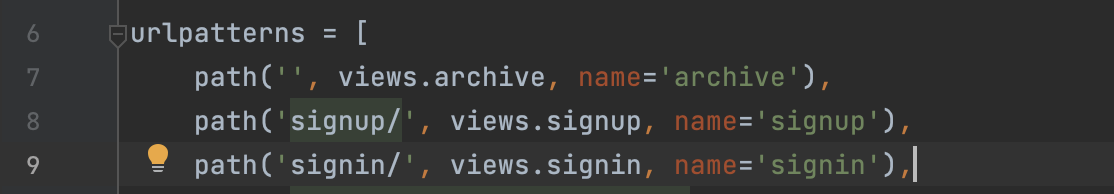 6 urlpatterns = [
7 path('', views.archive, name='archive'),
8 path('signup/', views.signup, name='signup'),
9 path('signin/', views.signin, name='signin'),